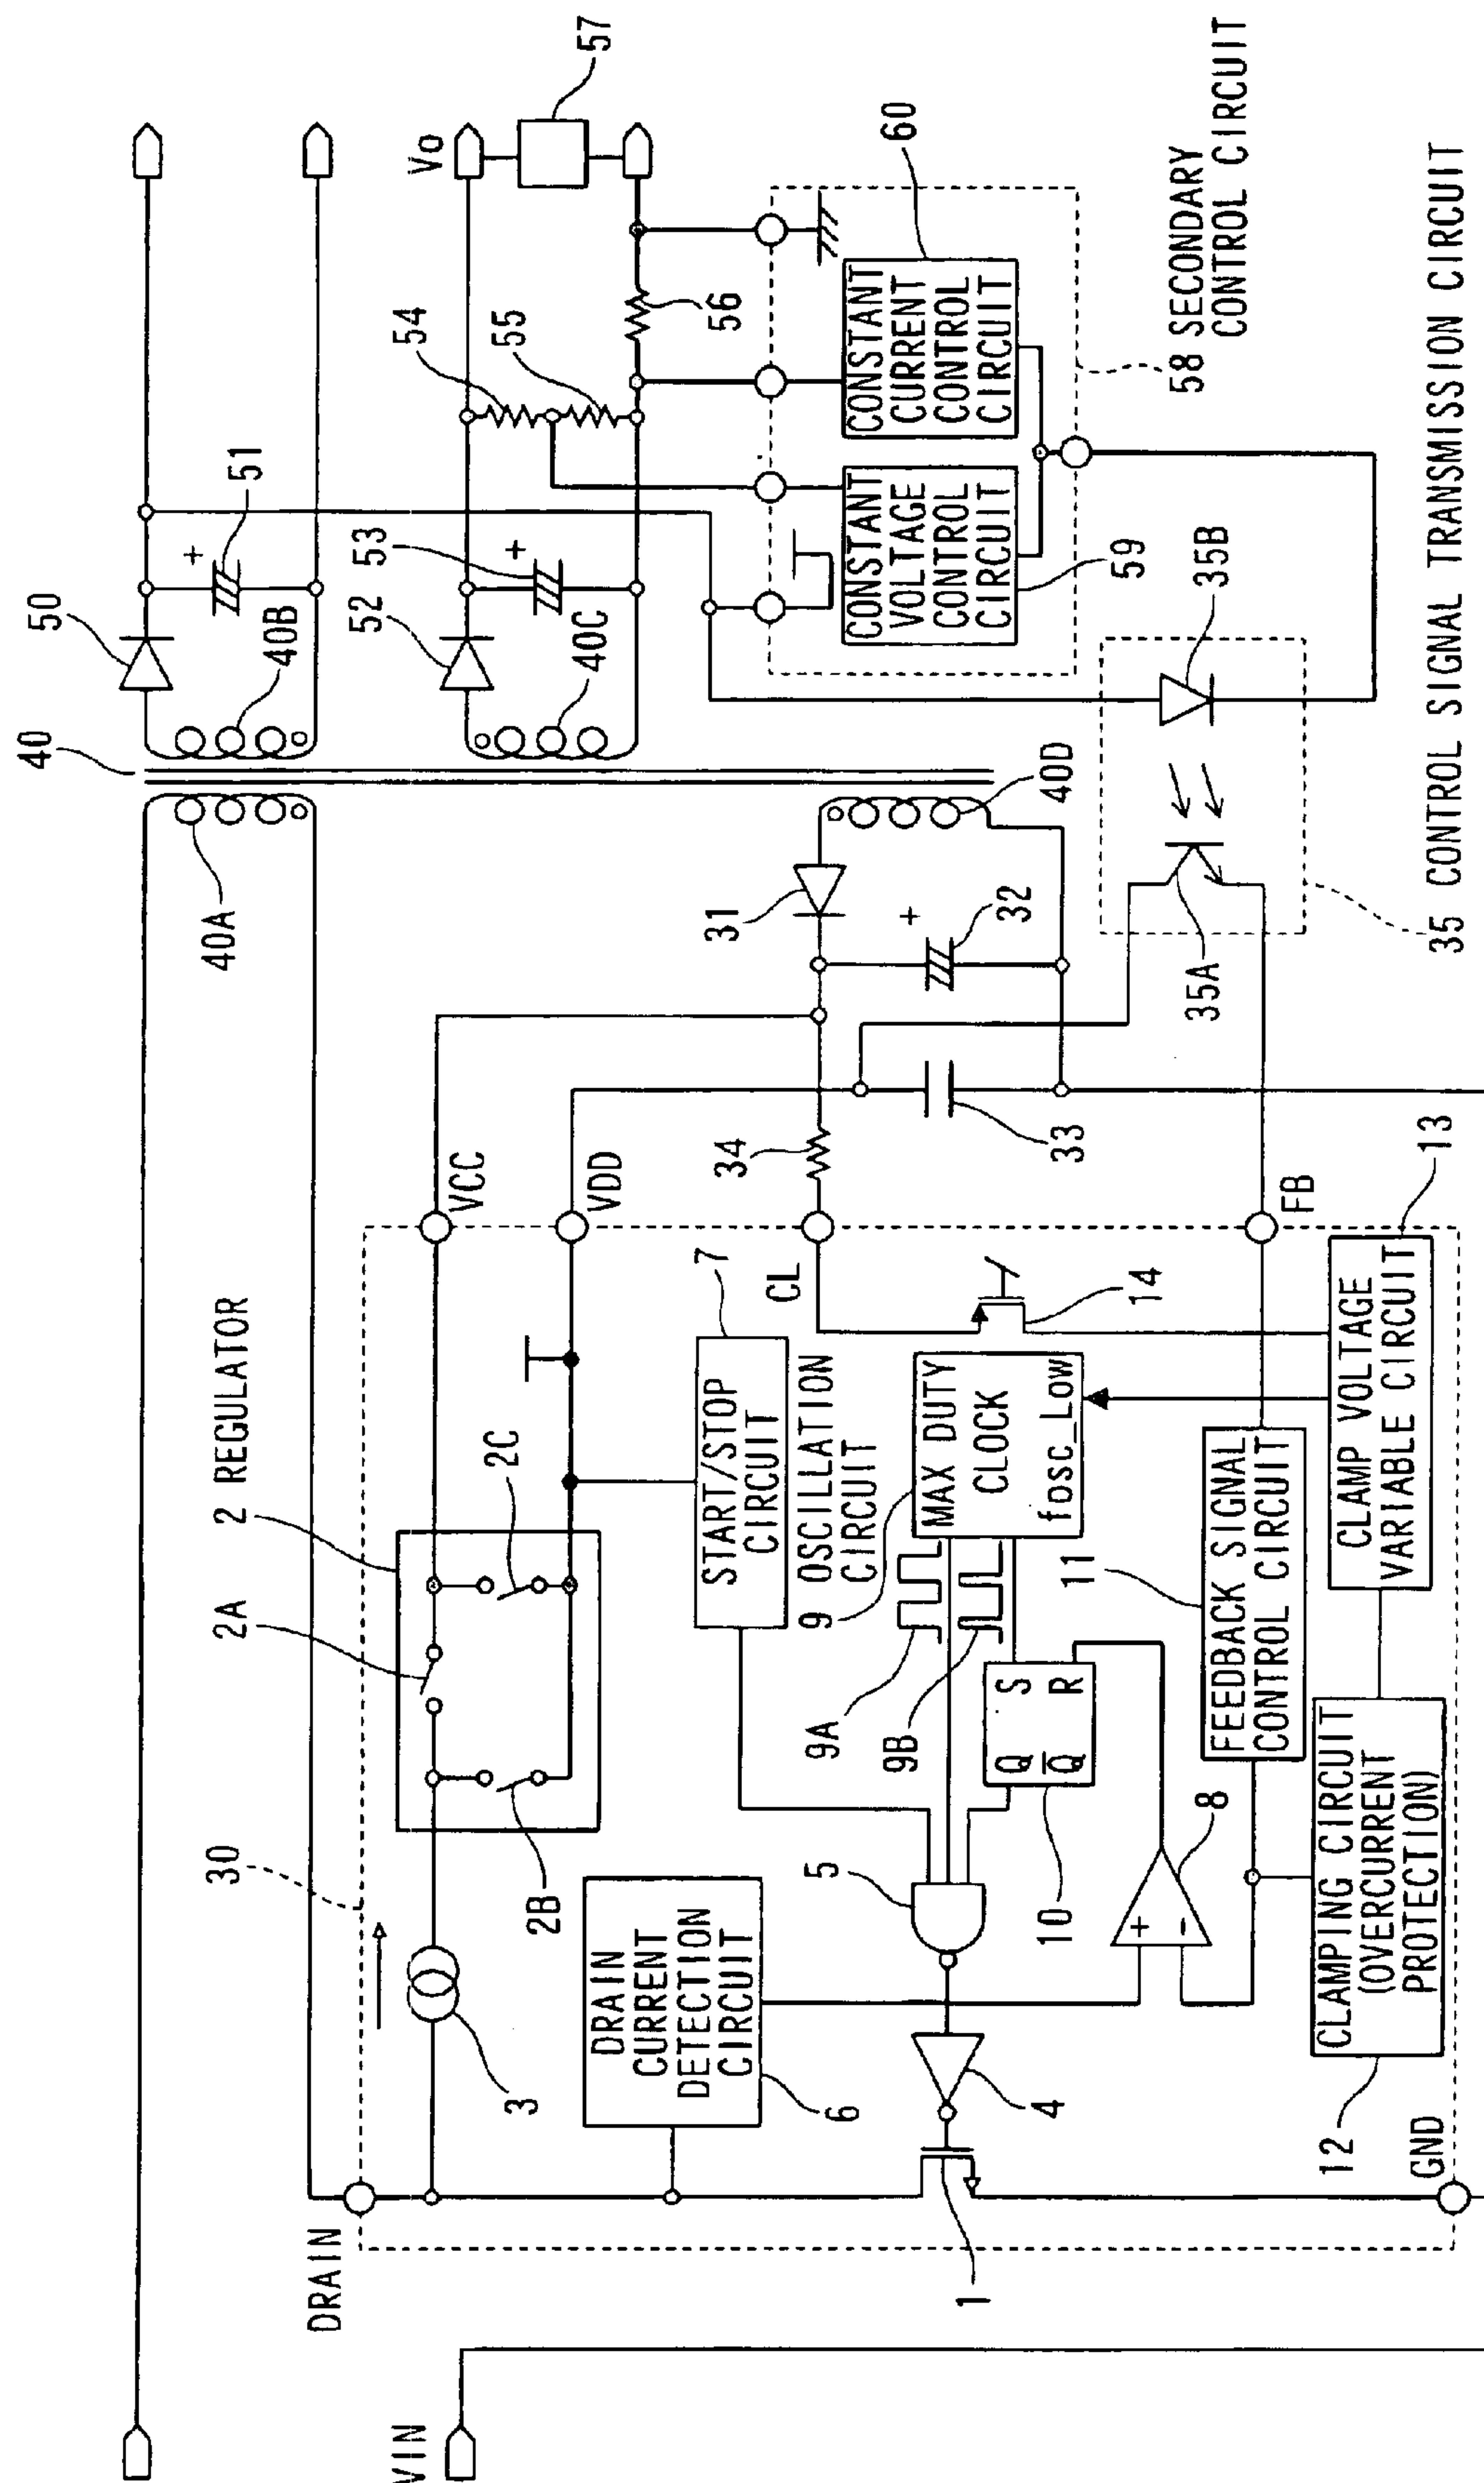 40
50
51
+
40B
40A
52
53
+
40C
54
55
Vo
57
56
60
CONSTANT
CURRENT
CONTROL
CIRCUIT
CONSTANT
VOLTAGE
CONTROL
CIRCUIT
59
58 SECONDARY
CONTROL CIRCUIT
35B
35A
35 CONTROL SIGNAL TRANSMISSION CIRCUIT
40D
31
+
32
33
34
VCC
VDD
CL
FB
2 REGULATOR
2A
2B
2C
30
3
DRAIN
DRAIN
CURRENT
DETECTION
CIRCUIT
6
START/STOP
CIRCUIT
7
9 OSCILLATION
CIRCUIT
MAX DUTY
CLOCK
fosc_Low
9A
9B
S
R
Q
Q̅
10
5
4
1
8
+
-
14
11
FEEDBACK SIGNAL
CONTROL CIRCUIT
13
CLAMP VOLTAGE
VARIABLE CIRCUIT
CLAMPING CIRCUIT
(OVERCURRENT
PROTECTION)
12
GND
VIN